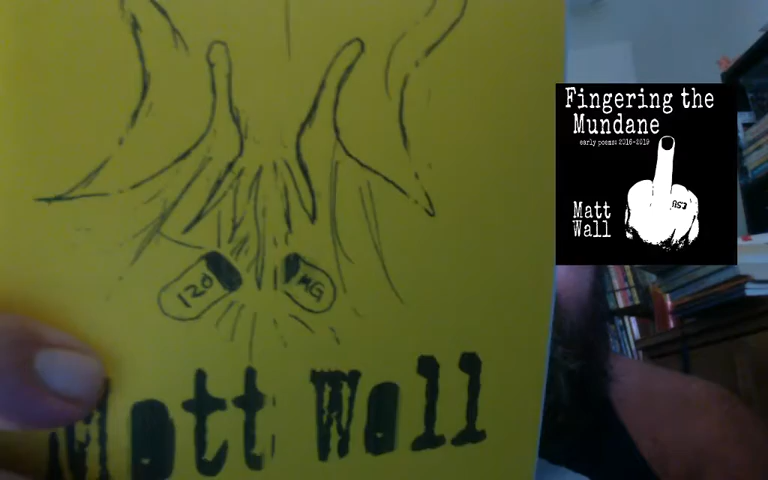 120
MG
Matt Wall
Fingering the
Mundane
early poems: 2016-2019
Matt
Wall